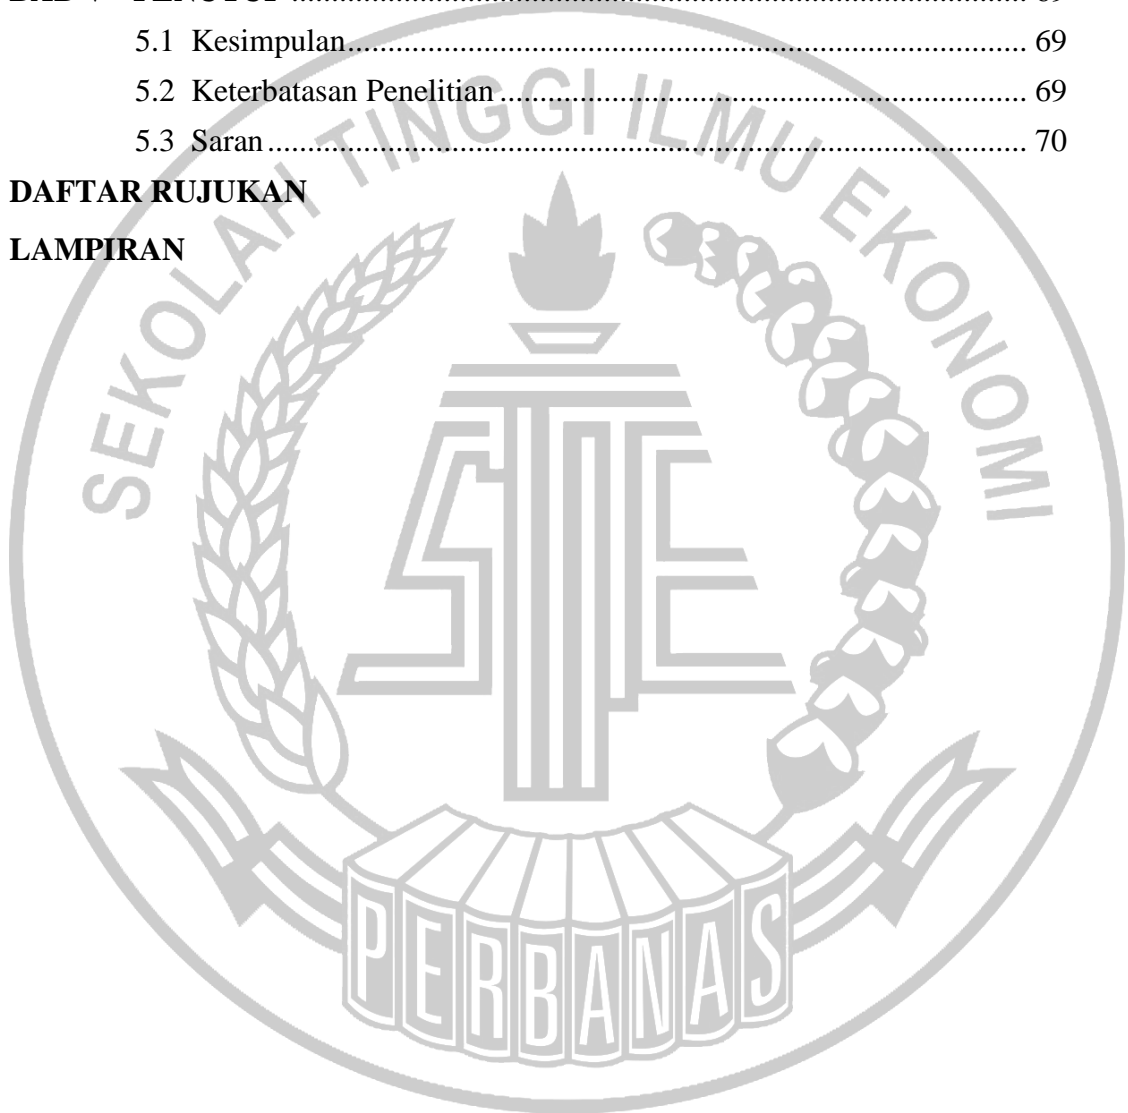 5.1 Kesimpulan.................................................................................... 69
5.2 Keterbatasan Penelitian ................................................................. 69
5.3 Saran .............................................................................................. 70
DAFTAR RUJUKAN
LAMPIRAN
SEKOLAH TINGGI ILMU EKONOMI
STIE
PERBANAS